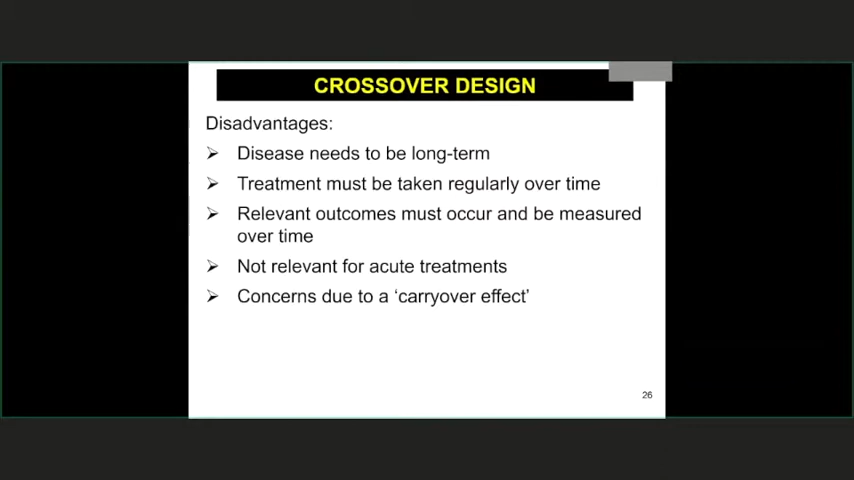 CROSSOVER DESIGN
Disadvantages:
➢ Disease needs to be long-term
➢ Treatment must be taken regularly over time
➢ Relevant outcomes must occur and be measured
over time
➢ Not relevant for acute treatments
➢ Concerns due to a ‘carryover effect’
26